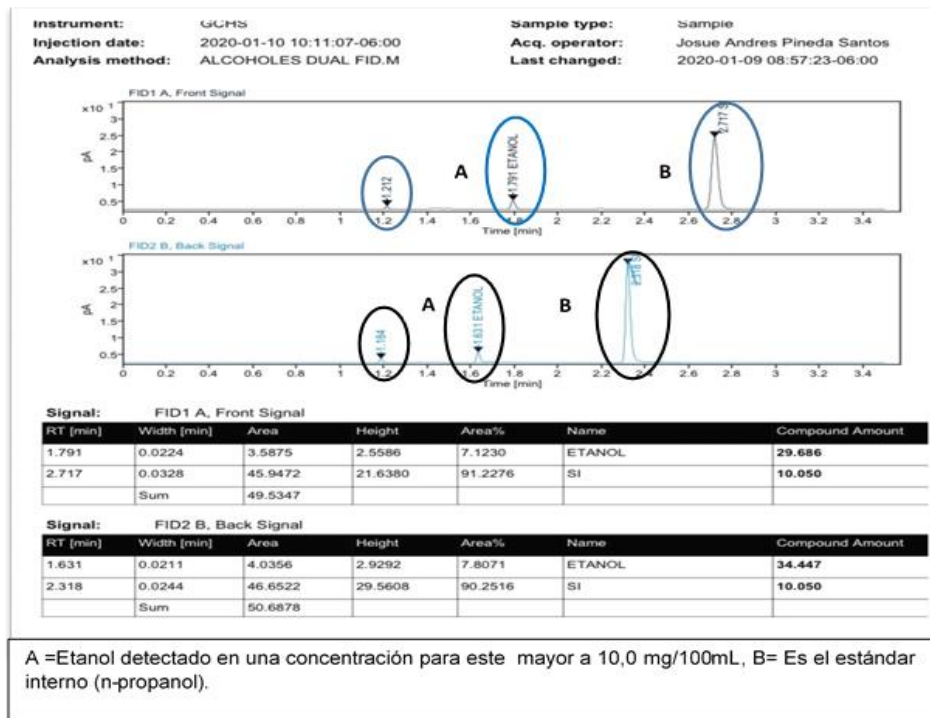 Instrument: GCHS Sample type: Sample
Injection date: 2020-01-10 10:11:07-06:00 Acq. operator: Josue Andres Pineda Santos
Analysis method: ALCOHOLES DUAL FID.M Last changed: 2020-01-09 08:57:23-06:00
FID1 A, Front Signal
x10 1
3
2.5
2
1.5
1
0.5
pA
1.212
A
1.791 ETANOL
B
2.717 S
0 0.2 0.4 0.6 0.8 1 1.2 1.4 1.6 1.8 2 2.2 2.4 2.6 2.8 3 3.2 3.4
Time [min]
FID2 B, Back Signal
x10 1
3
2.5
2
1.5
1
0.5
pA
1.184
A
1.631 ETANOL
B
2.318 S
0 0.2 0.4 0.6 0.8 1 1.2 1.4 1.6 1.8 2 2.2 2.4 2.6 2.8 3 3.2 3.4
Time [min]
Signal: FID1 A, Front Signal
RT [min] Width [min] Area Height Area% Name Compound Amount
1.791 0.0224 3.5875 2.5586 7.1230 ETANOL 29.686
2.717 0.0328 45.9472 21.6380 91.2276 SI 10.050
Sum 49.5347
Signal: FID2 B, Back Signal
RT [min] Width [min] Area Height Area% Name Compound Amount
1.631 0.0211 4.0356 2.9292 7.8071 ETANOL 34.447
2.318 0.0244 46.6522 29.5608 90.2516 SI 10.050
Sum 50.6878
A =Etanol detectado en una concentración para este mayor a 10,0 mg/100mL, B= Es el estándar
interno (n-propanol).